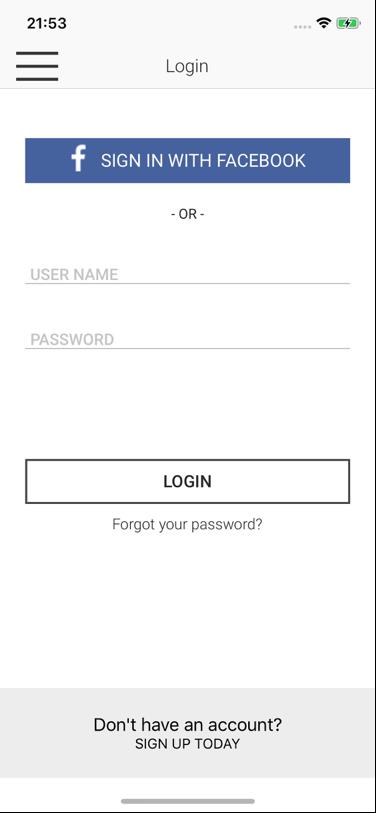 21:53
Login
f SIGN IN WITH FACEBOOK
- OR -
USER NAME
PASSWORD
LOGIN
Forgot your password?
Don't have an account?
SIGN UP TODAY